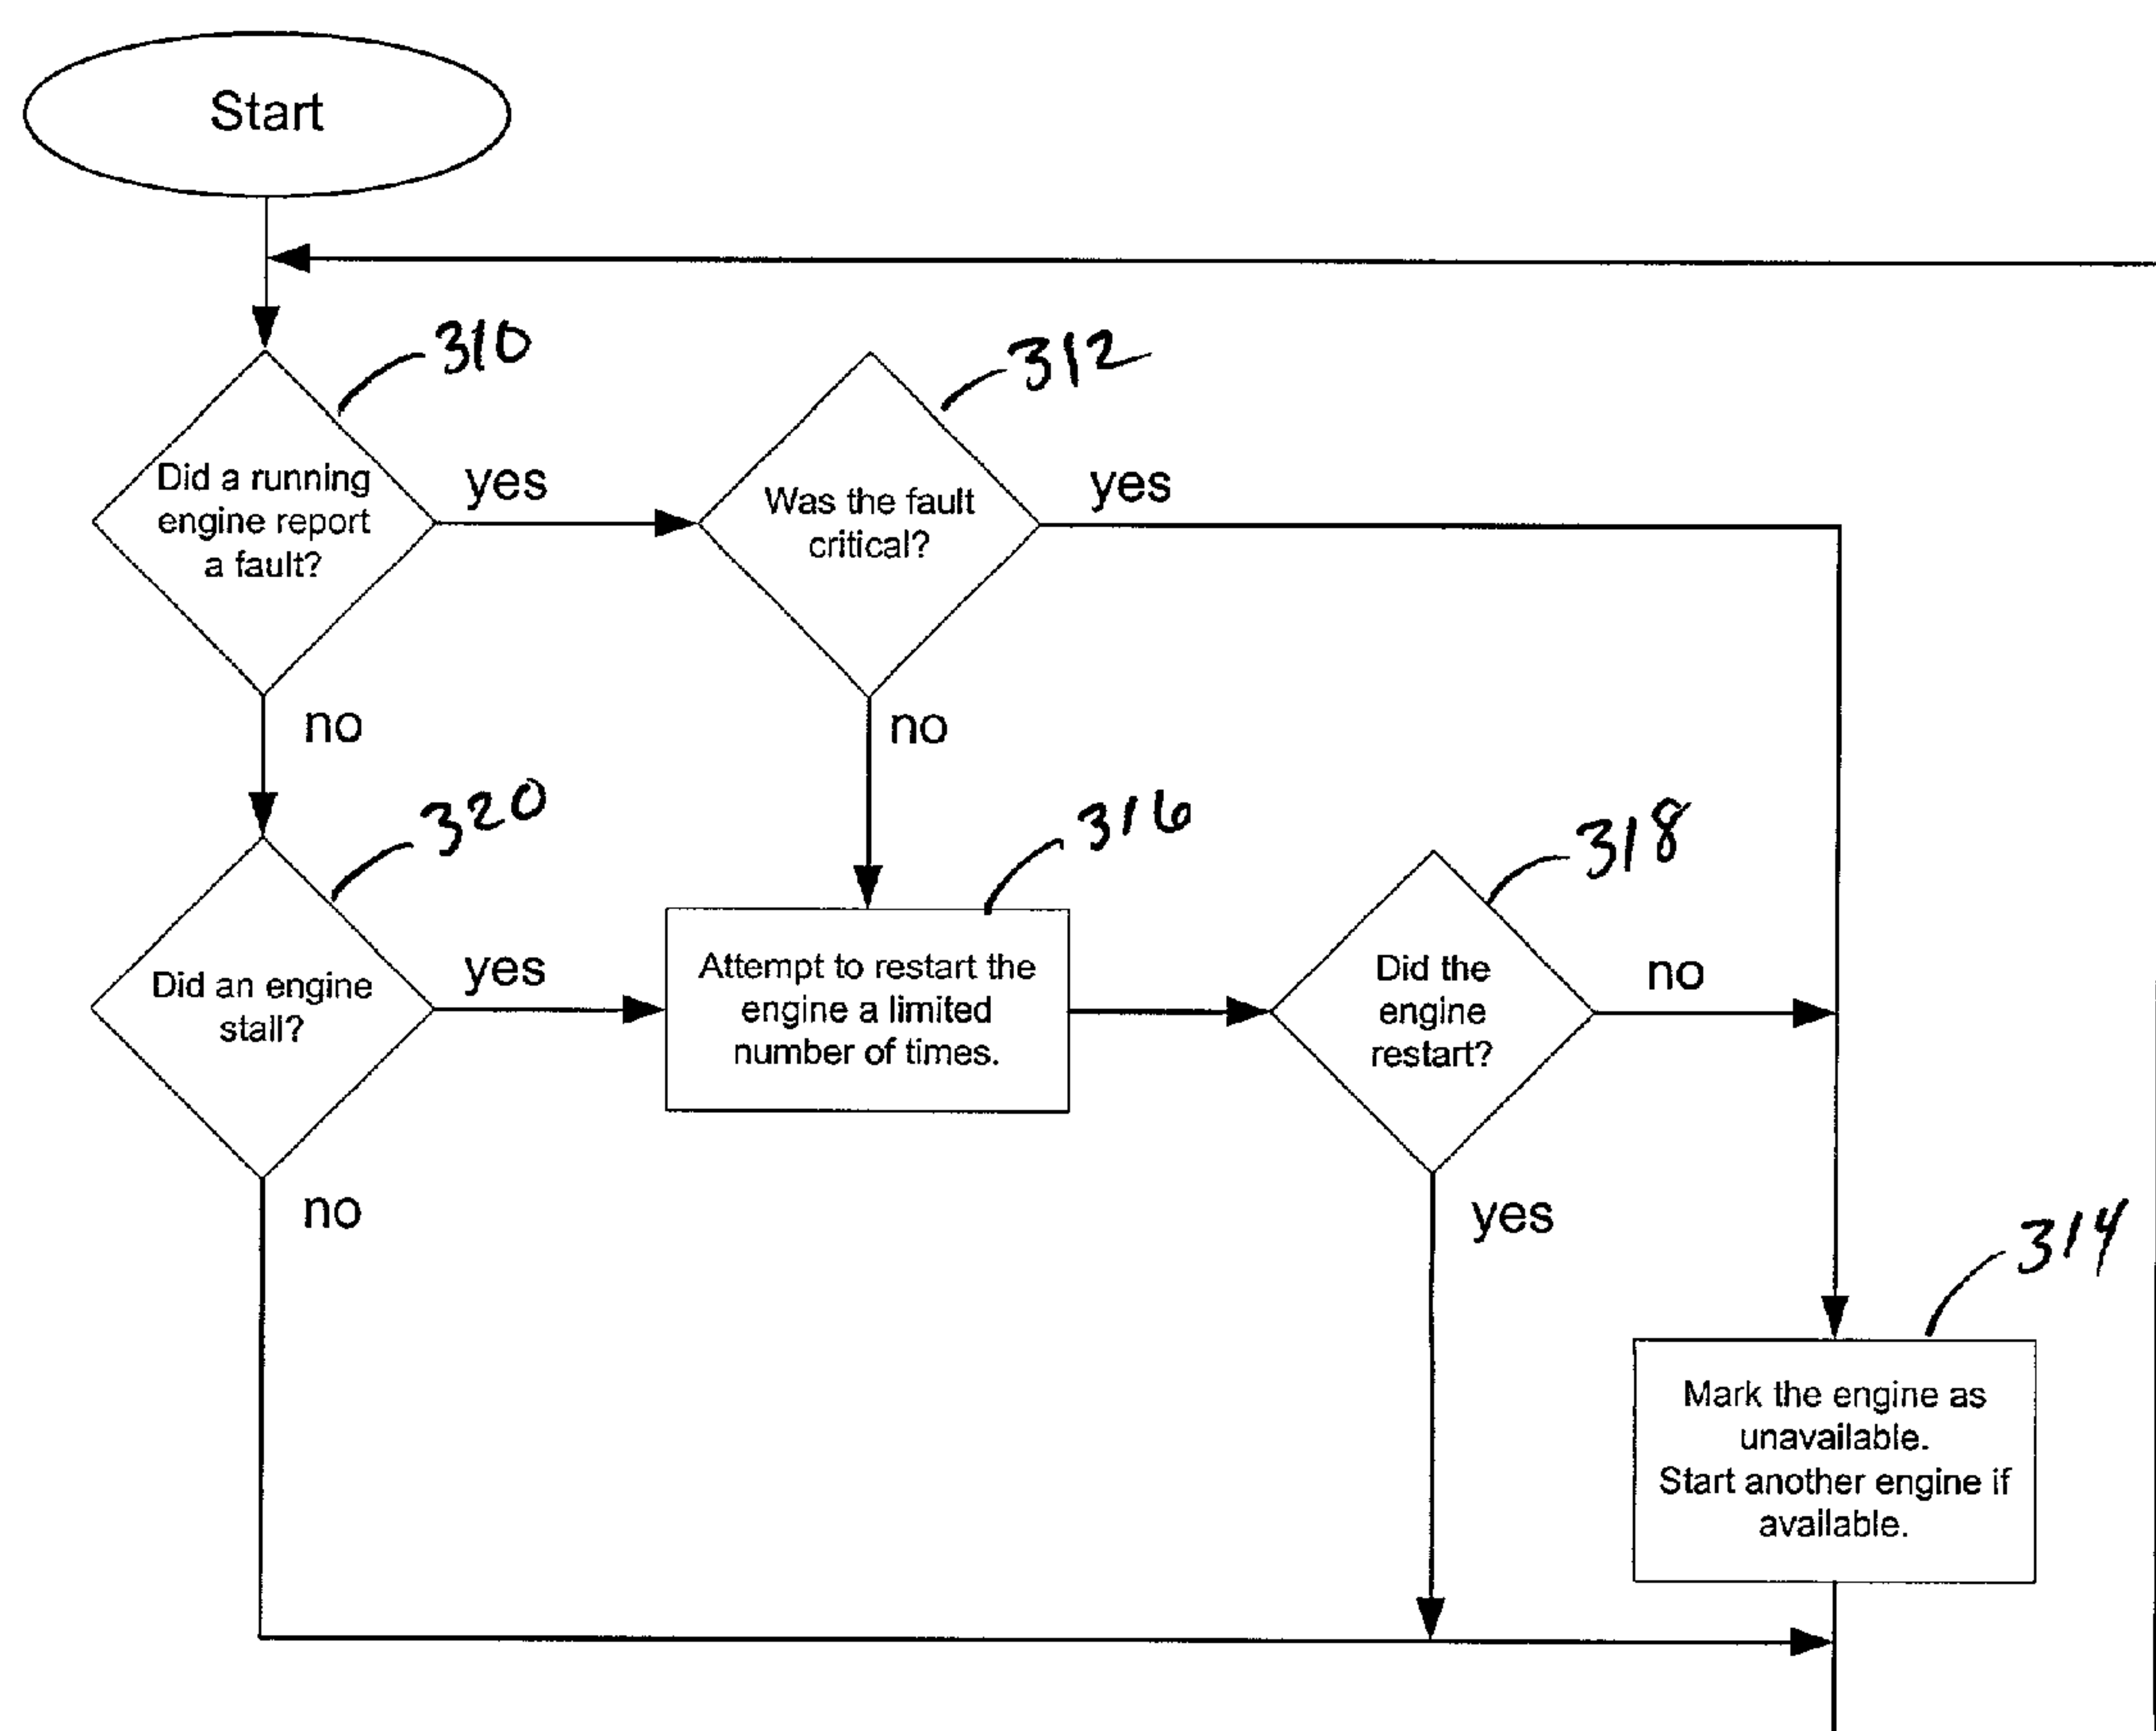 Start
310
312
Did a running
engine report
a fault?
yes
Was the fault
critical?
yes
no
no
320
316
318
Did an engine
stall?
yes
Attempt to restart the
engine a limited
number of times.
Did the
engine
restart?
no
no
yes
314
Mark the engine as
unavailable.
Start another engine if
available.